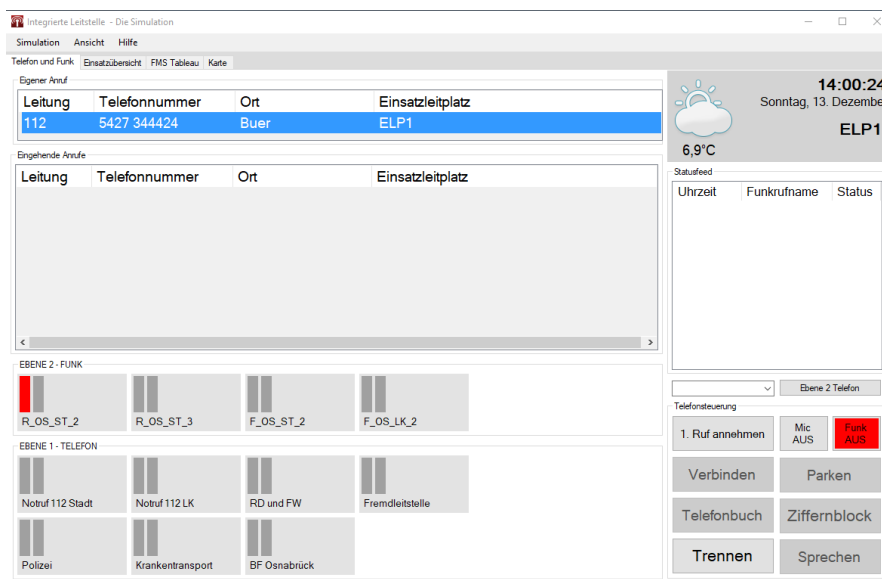 Integrierte Leitstelle - Die Simulation
Simulation Ansicht Hilfe
Telefon und Funk Einsatzübersicht FMS Tableau Karte
Eigener Anruf
Leitung Telefonnummer Ort Einsatzleitplatz
112 5427 344424 Buer ELP1
14:00:24
Sonntag, 13. Dezembe
ELP1
6,9°C
Eingehende Anrufe
Leitung Telefonnummer Ort Einsatzleitplatz
Statusfeed
Uhrzeit Funkrufname Status
EBENE 2 - FUNK
R_OS_ST_2 R_OS_ST_3 F_OS_ST_2 F_OS_LK_2
EBENE 1 - TELEFON
Notruf 112 Stadt Notruf 112 LK RD und FW Fremdleitstelle
Polizei Krankentransport BF Osnabrück
Ebene 2 Telefon
Telefonsteuerung
1. Ruf annehmen Mic AUS Funk AUS
Verbinden Parken
Telefonbuch Ziffernblock
Trennen Sprechen